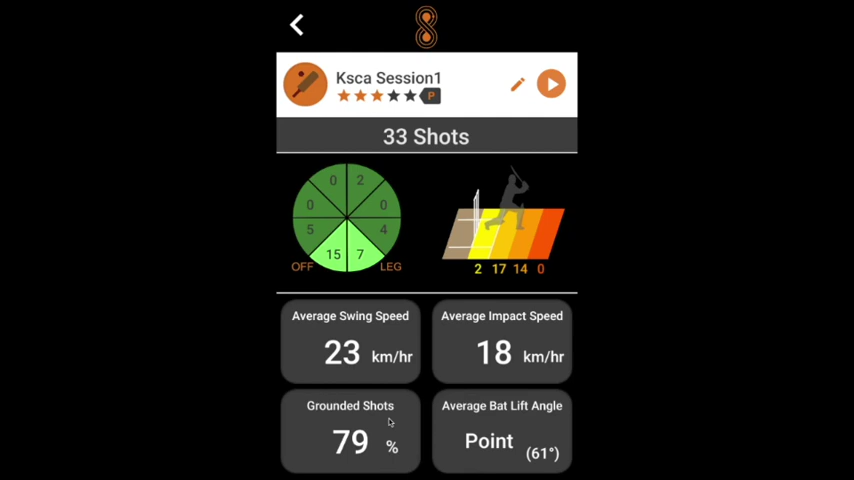 Ksca Session1
P
33 Shots
0 2
0 0
5 4
15 7
OFF LEG
2 17 14 0
Average Swing Speed
23 km/hr
Average Impact Speed
18 km/hr
Grounded Shots
79 %
Average Bat Lift Angle
Point (61°)